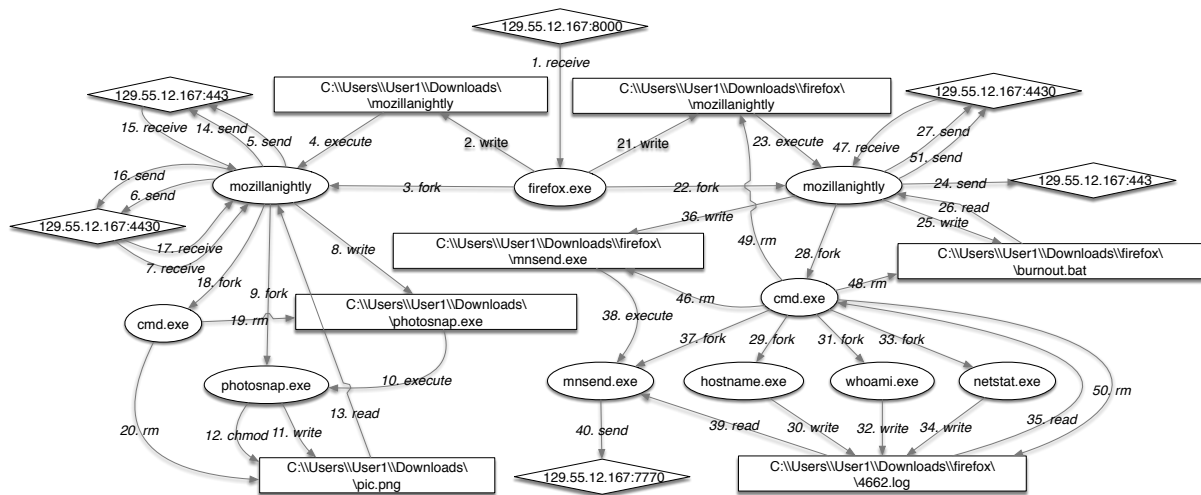 129.55.12.167:8000
1. receive
C:\\Users\\User1\\Downloads\
\mozillanightly
C:\\Users\\User1\\Downloads\\firefox\
\mozillanightly
129.55.12.167:443
129.55.12.167:4430
15. receive
14. send
5. send
4. execute
2. write
21. write
23. execute
47. receive
27. send
51. send
16. send
6. send
mozillanightly
3. fork
firefox.exe
22. fork
mozillanightly
24. send
129.55.12.167:443
129.55.12.167:4430
17. receive
7. receive
36. write
26. read
25. write
C:\\Users\\User1\\Downloads\\firefox\
\mnsend.exe
49. rm
28. fork
C:\\Users\\User1\\Downloads\\firefox\
\burnout.bat
8. write
18. fork
9. fork
48. rm
46. rm
cmd.exe
cmd.exe
19. rm
C:\\Users\\User1\\Downloads\
\photosnap.exe
38. execute
37. fork
29. fork
31. fork
33. fork
photosnap.exe
10. execute
mnsend.exe
hostname.exe
whoami.exe
netstat.exe
50. rm
20. rm
12. chmod
11. write
13. read
40. send
39. read
30. write
32. write
34. write
35. read
C:\\Users\\User1\\Downloads\
\pic.png
129.55.12.167:7770
C:\\Users\\User1\\Downloads\\firefox\
\4662.log